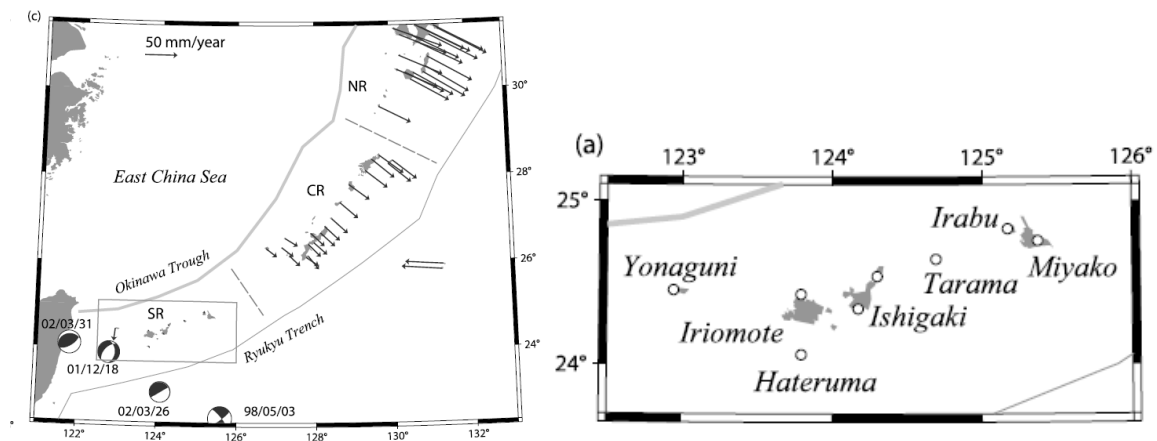 (c)
50 mm/year
NR
30°
East China Sea
CR
28°
Okinawa Trough
26°
SR
Ryukyu Trench
02/03/31
24°
01/12/18
02/03/26
98/05/03
°
122°
124°
126°
128°
130°
132°
(a)
123°
124°
125°
126°
25°
Irabu
Yonaguni
Miyako
Tarama
Ishigaki
Iriomote
24°
Hateruma